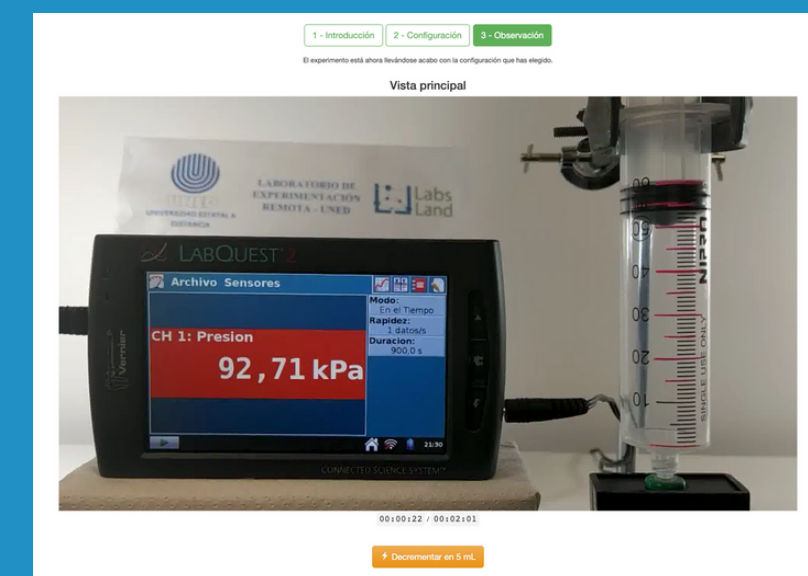 1 - Introducción
2 - Configuración
3 - Observación
El experimento está ahora llevándose acabo con la configuración que has elegido.
Vista principal
UNED
UNIVERSIDAD ESTATAL A
DISTANCIA
LABORATORIO DE
EXPERIMENTACIÓN
REMOTA - UNED
Labs
Land
LABQUEST 2
Archivo Sensores
Modo:
En el Tiempo
Rapidez:
1 datos/s
Duracion:
900,0 s
CH 1: Presion
92,71 kPa
21:30
Vernier
CONNECTED SCIENCE SYSTEM
60
50
40
30
20
10
NIPRO
SINGLE USE ONLY
00:00:22 / 00:02:01
Decrementar en 5 mL